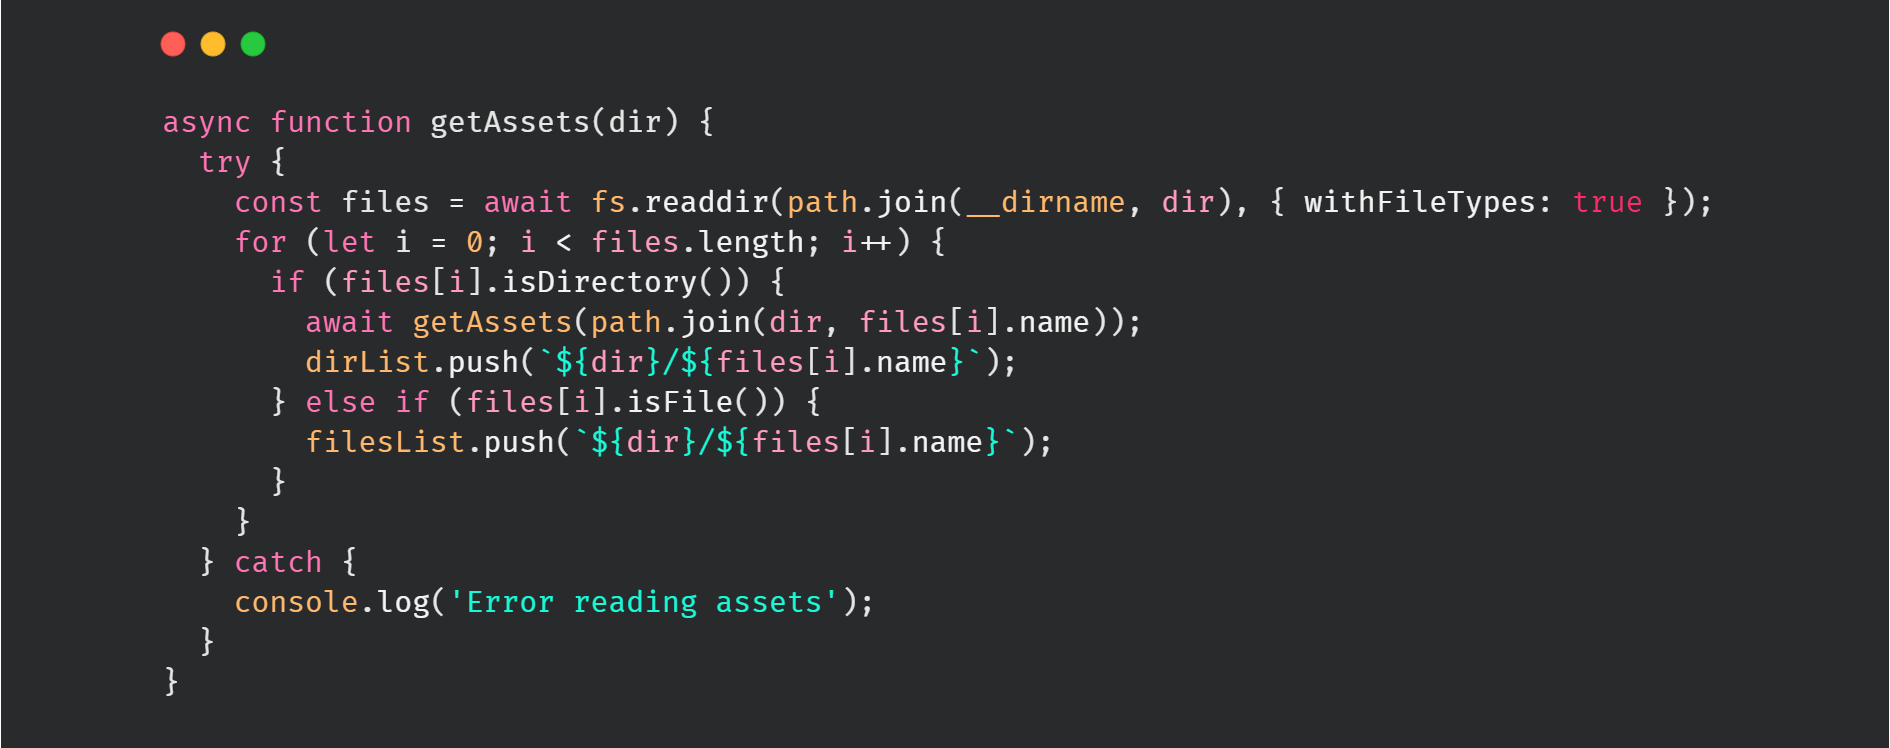 async function getAssets(dir) {
  try {
    const files = await fs.readdir(path.join(__dirname, dir), { withFileTypes: true });
    for (let i = 0; i < files.length; i++) {
      if (files[i].isDirectory()) {
        await getAssets(path.join(dir, files[i].name));
        dirList.push(`${dir}/${files[i].name}`);
      } else if (files[i].isFile()) {
        filesList.push(`${dir}/${files[i].name}`);
      }
    }
  } catch {
    console.log('Error reading assets');
  }
}